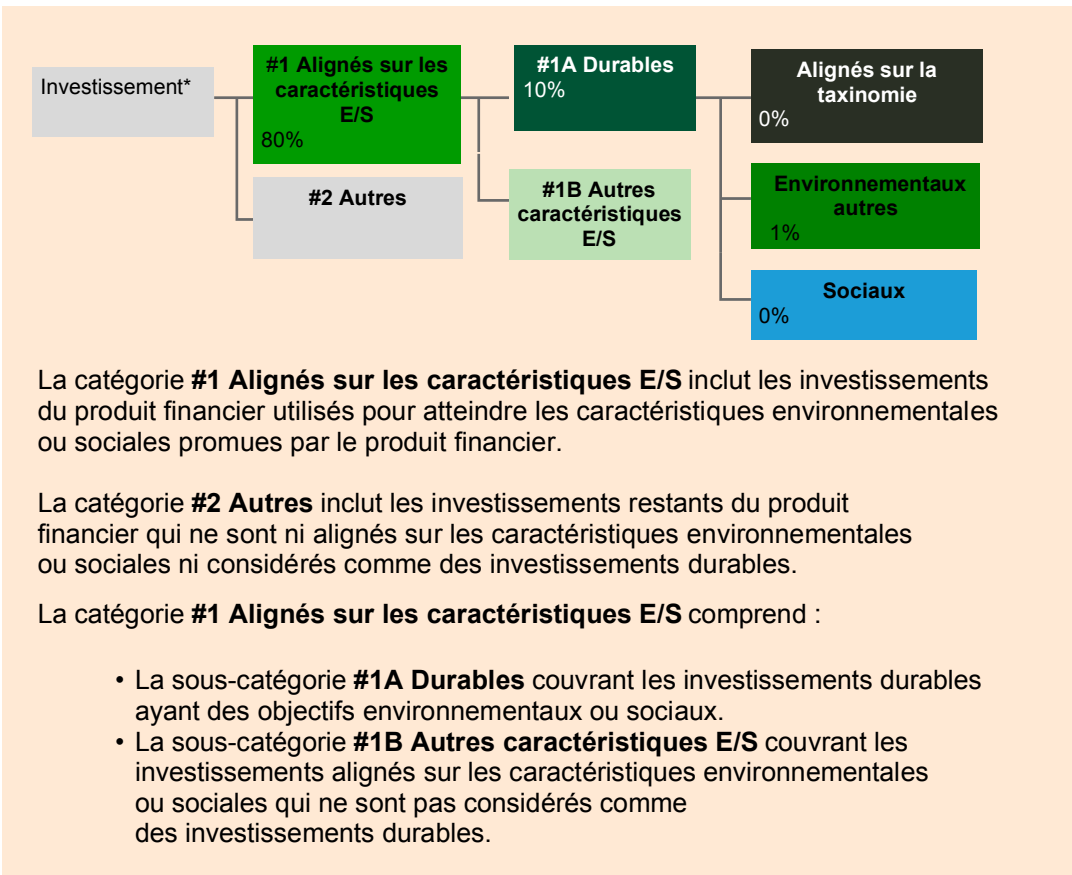 Investissement*
#1 Alignés sur les
caractéristiques
E/S
80%
#2 Autres
#1A Durables
10%
#1B Autres
caractéristiques
E/S
Alignés sur la
taxinomie
0%
Environnementaux
autres
1%
Sociaux
0%
La catégorie #1 Alignés sur les caractéristiques E/S inclut les investissements
du produit financier utilisés pour atteindre les caractéristiques environnementales
ou sociales promues par le produit financier.
La catégorie #2 Autres inclut les investissements restants du produit
financier qui ne sont ni alignés sur les caractéristiques environnementales
ou sociales ni considérés comme des investissements durables.
La catégorie #1 Alignés sur les caractéristiques E/S comprend :
• La sous-catégorie #1A Durables couvrant les investissements durables
ayant des objectifs environnementaux ou sociaux.
• La sous-catégorie #1B Autres caractéristiques E/S couvrant les
investissements alignés sur les caractéristiques environnementales
ou sociales qui ne sont pas considérés comme
des investissements durables.